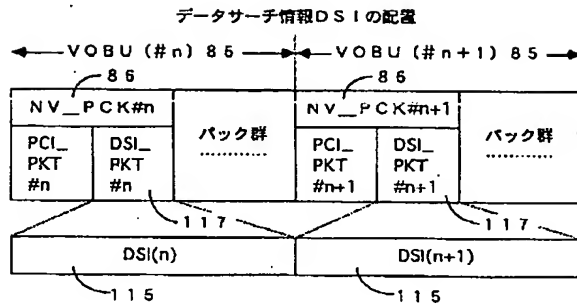 データサーチ情報DSIの配置
VOBU(#n)85 VOBU(#n+1)85
86 86
NV_PCK#n NV_PCK#n+1
PCI_ DSI_ パック群 PCI_ DSI_ パック群
PKT PKT ……… PKT PKT ………
#n #n #n+1 #n+1
117 117
DSI(n) DSI(n+1)
115 115